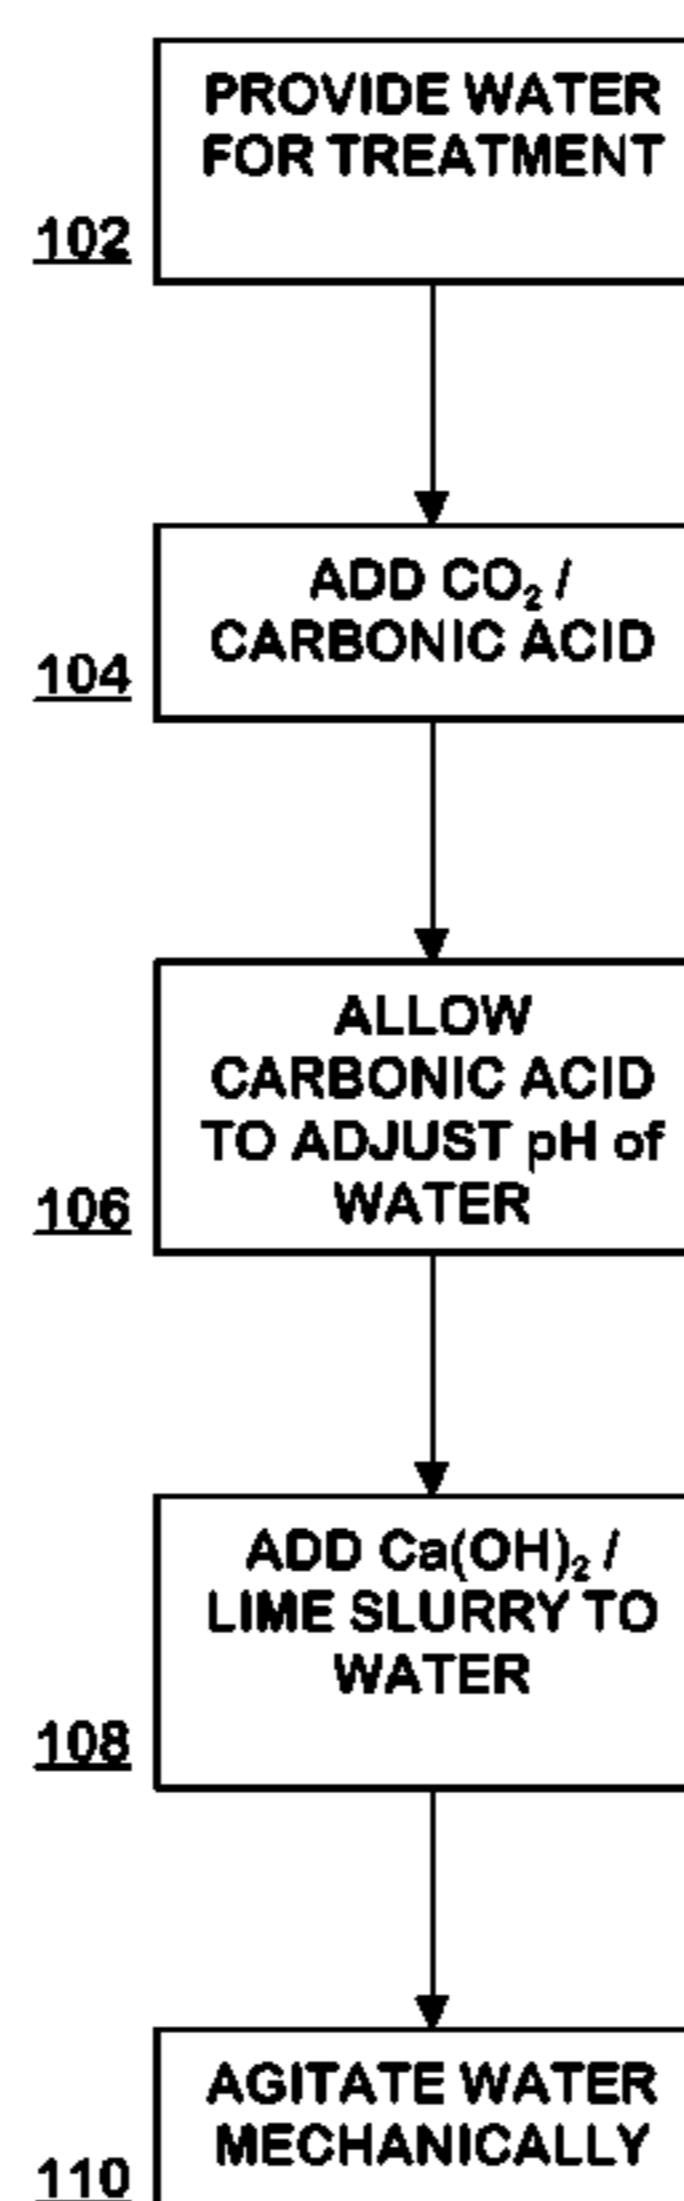 PROVIDE WATER
FOR TREATMENT
102
ADD CO₂ /
CARBONIC ACID
104
ALLOW
CARBONIC ACID
TO ADJUST pH of
WATER
106
ADD Ca(OH)₂ /
LIME SLURRY TO
WATER
108
AGITATE WATER
MECHANICALLY
110